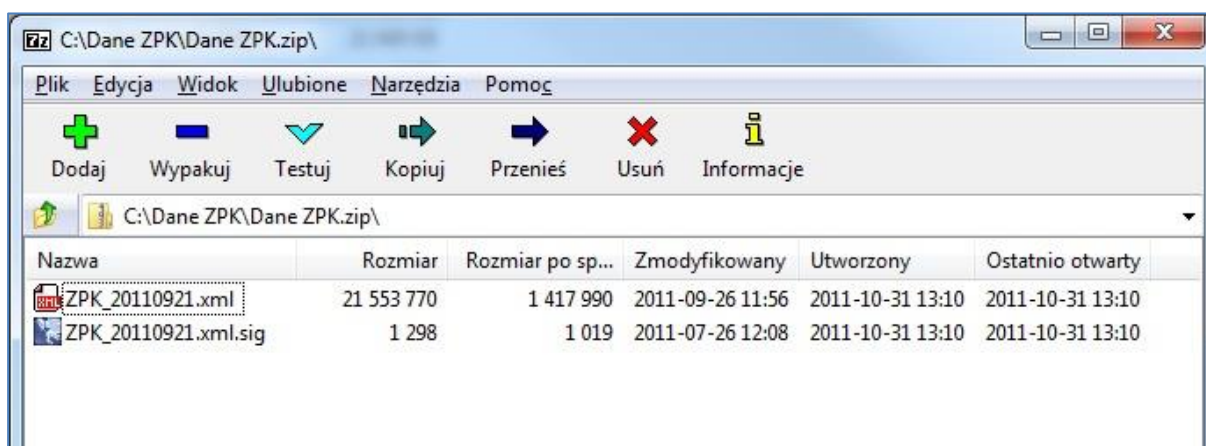 7z C:\Dane ZPK\Dane ZPK.zip\
Plik Edycja Widok Ulubione Narzędzia Pomoc
Dodaj Wypakuj Testuj Kopiuj Przenieś Usuń Informacje
C:\Dane ZPK\Dane ZPK.zip\
Nazwa Rozmiar Rozmiar po sp... Zmodyfikowany Utworzony Ostatnio otwarty
XML ZPK_20110921.xml 21 553 770 1 417 990 2011-09-26 11:56 2011-10-31 13:10 2011-10-31 13:10
ZPK_20110921.xml.sig 1 298 1 019 2011-07-26 12:08 2011-10-31 13:10 2011-10-31 13:10